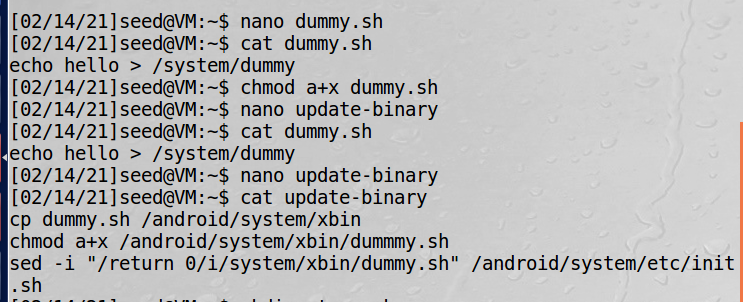 [02/14/21]seed@VM:~$ nano dummy.sh
[02/14/21]seed@VM:~$ cat dummy.sh
echo hello > /system/dummy
[02/14/21]seed@VM:~$ chmod a+x dummy.sh
[02/14/21]seed@VM:~$ nano update-binary
[02/14/21]seed@VM:~$ cat dummy.sh
echo hello > /system/dummy
[02/14/21]seed@VM:~$ nano update-binary
[02/14/21]seed@VM:~$ cat update-binary
cp dummy.sh /android/system/xbin
chmod a+x /android/system/xbin/dummmy.sh
sed -i "/return 0/i/system/xbin/dummy.sh" /android/system/etc/init
.sh